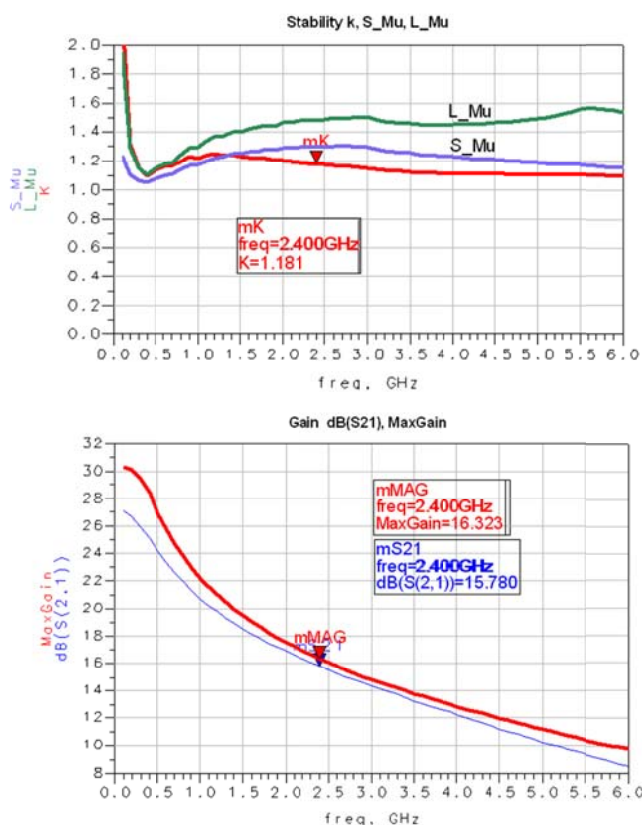 Stability k, S_Mu, L_Mu
2.0
1.8
1.6
1.4
1.2
1.0
0.8
0.6
0.4
0.2
0.0
S_Mu
L_Mu
K
L_Mu
S_Mu
mK
mK
freq=2.400GHz
K=1.181
0.0 0.5 1.0 1.5 2.0 2.5 3.0 3.5 4.0 4.5 5.0 5.5 6.0
freq, GHz
Gain dB(S21), MaxGain
32
30
28
26
24
22
20
18
16
14
12
10
8
MaxGain
dB(S(2,1))
mMAG
freq=2.400GHz
MaxGain=16.323
mS21
freq=2.400GHz
dB(S(2,1))=15.780
mMAG
0.0 0.5 1.0 1.5 2.0 2.5 3.0 3.5 4.0 4.5 5.0 5.5 6.0
freq, GHz